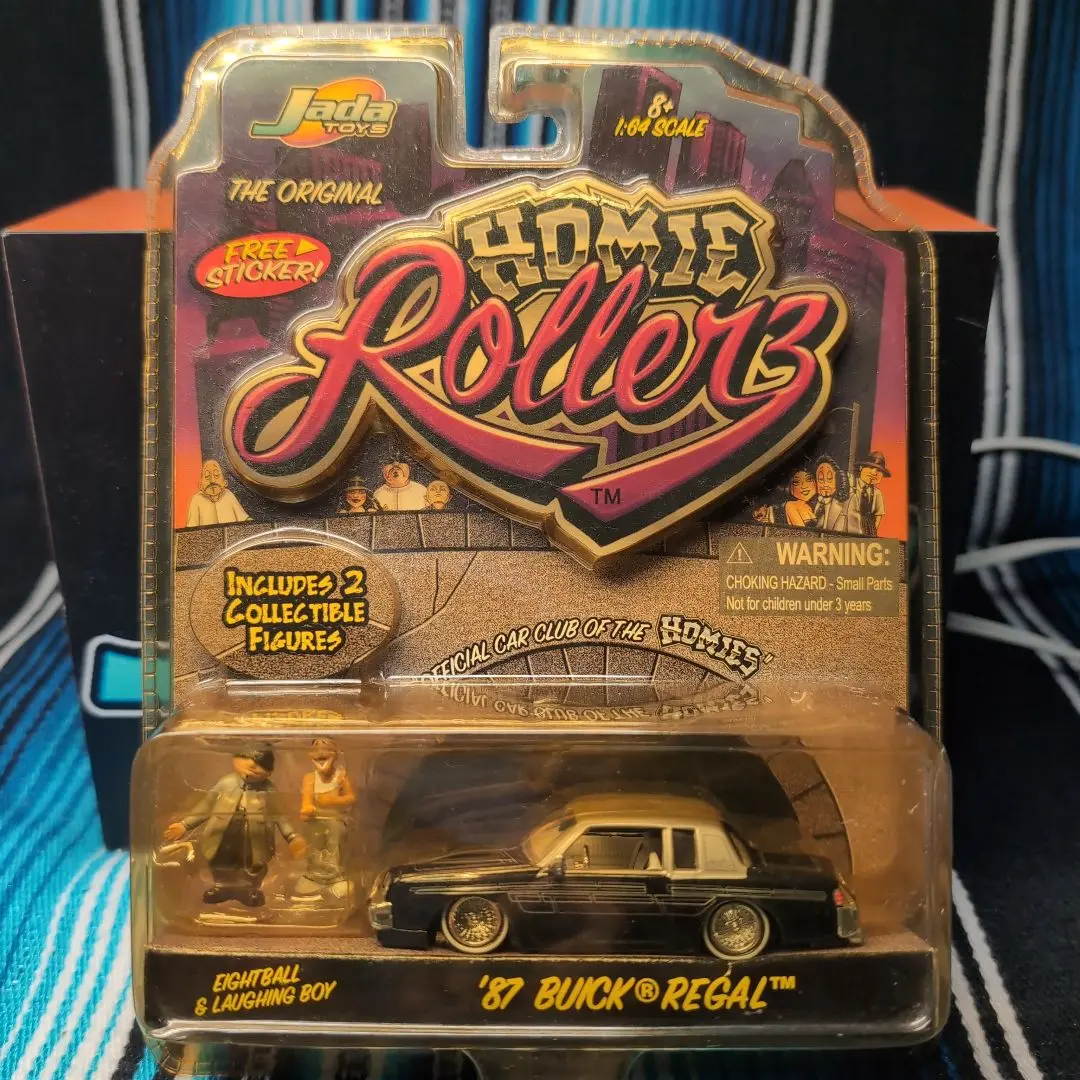 Jada
TOYS
8+
1:64 SCALE
THE ORIGINAL
FREE
STICKER!
HOMIE
Rollerz
TM
WARNING:
CHOKING HAZARD - Small Parts
Not for children under 3 years
INCLUDES 2
COLLECTIBLE
FIGURES
"OFFICIAL CAR CLUB OF THE HOMIES"
EIGHTBALL
& LAUGHING BOY
'87 BUICK® REGAL™